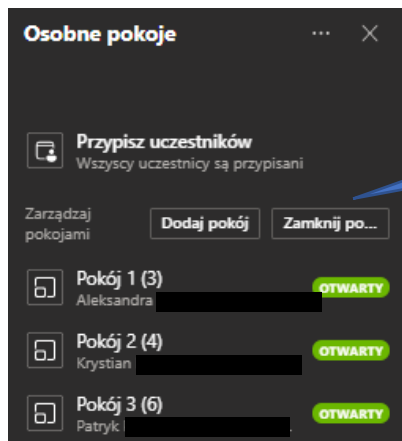 Osobne pokoje
Przypisz uczestników
Wszyscy uczestnicy są przypisani
Zarządzaj
pokojami
Dodaj pokój
Zamknij po...
Pokój 1 (3)
Aleksandra
OTWARTY
Pokój 2 (4)
Krystian
OTWARTY
Pokój 3 (6)
Patryk
OTWARTY